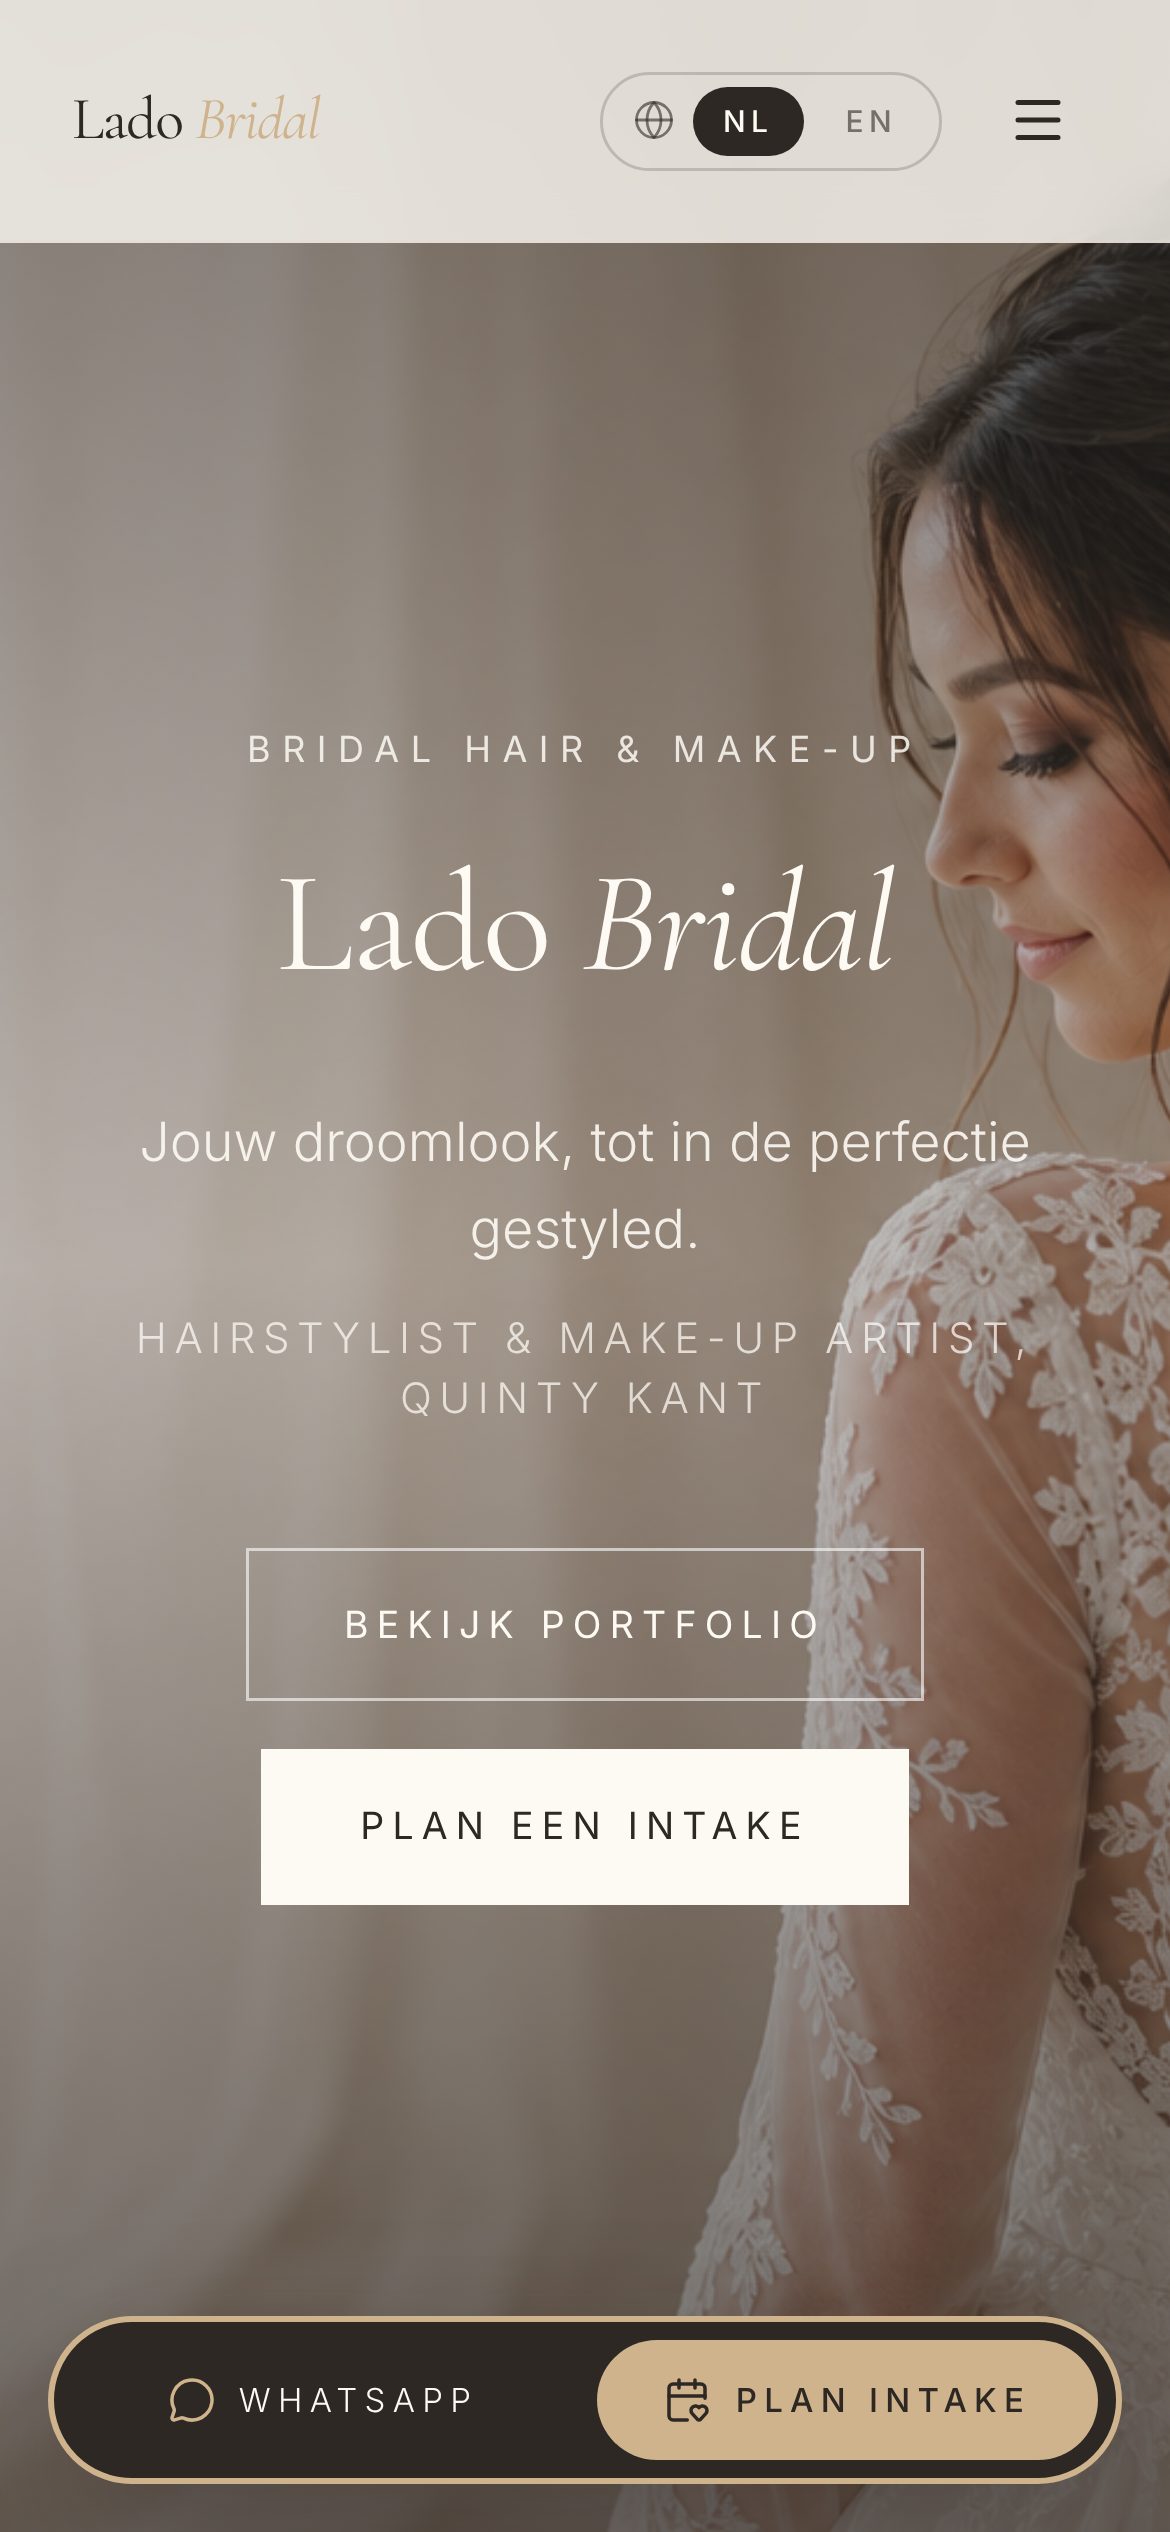 Lado Bridal
NL EN
BRIDAL HAIR & MAKE-UP
Lado Bridal
Jouw droomlook, tot in de perfectie
gestyled.
HAIRSTYLIST & MAKE-UP ARTIST,
QUINTY KANT
BEKIJK PORTFOLIO
PLAN EEN INTAKE
WHATSAPP PLAN INTAKE